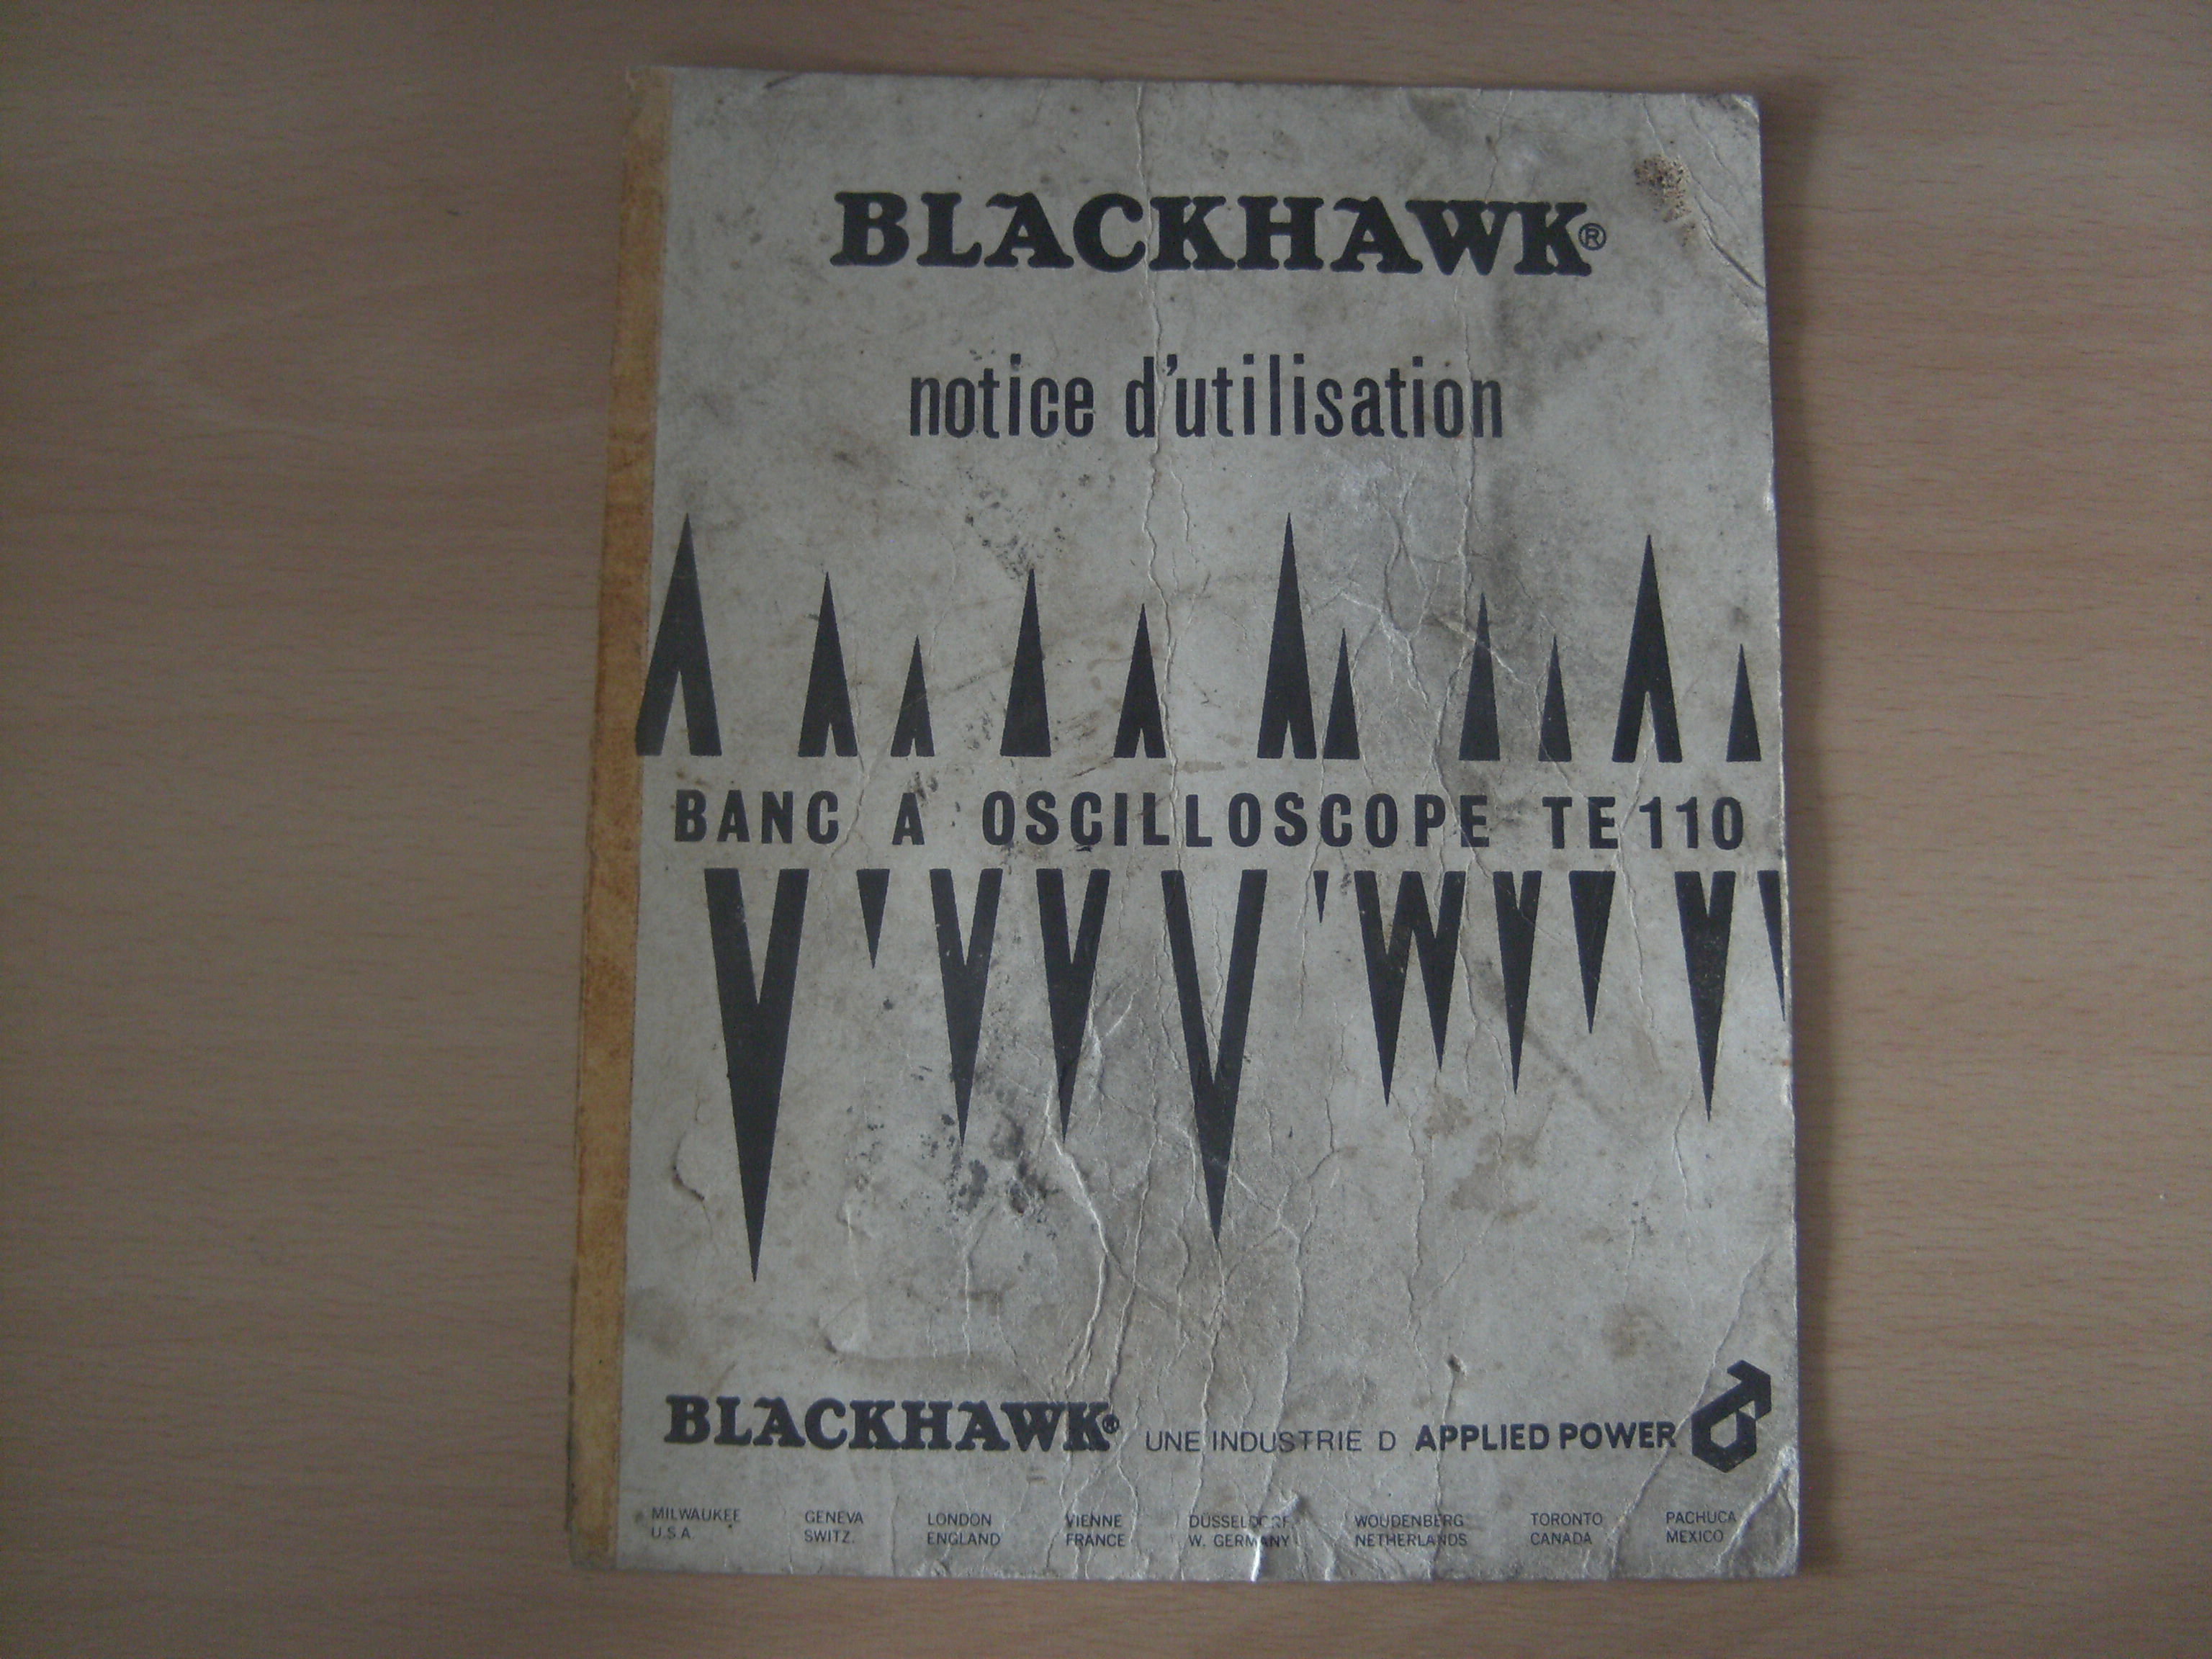 BLACKHAWK®
notice d'utilisation
BANC A OSCILLOSCOPE TE 110
BLACKHAWK® UNE INDUSTRIE D APPLIED POWER
MILWAUKEE GENEVA LONDON VIENNE DÜSSELDORF WOUDENBERG TORONTO PACHUCA
U.S.A. SWITZ. ENGLAND FRANCE W. GERMANY NETHERLANDS CANADA MEXICO